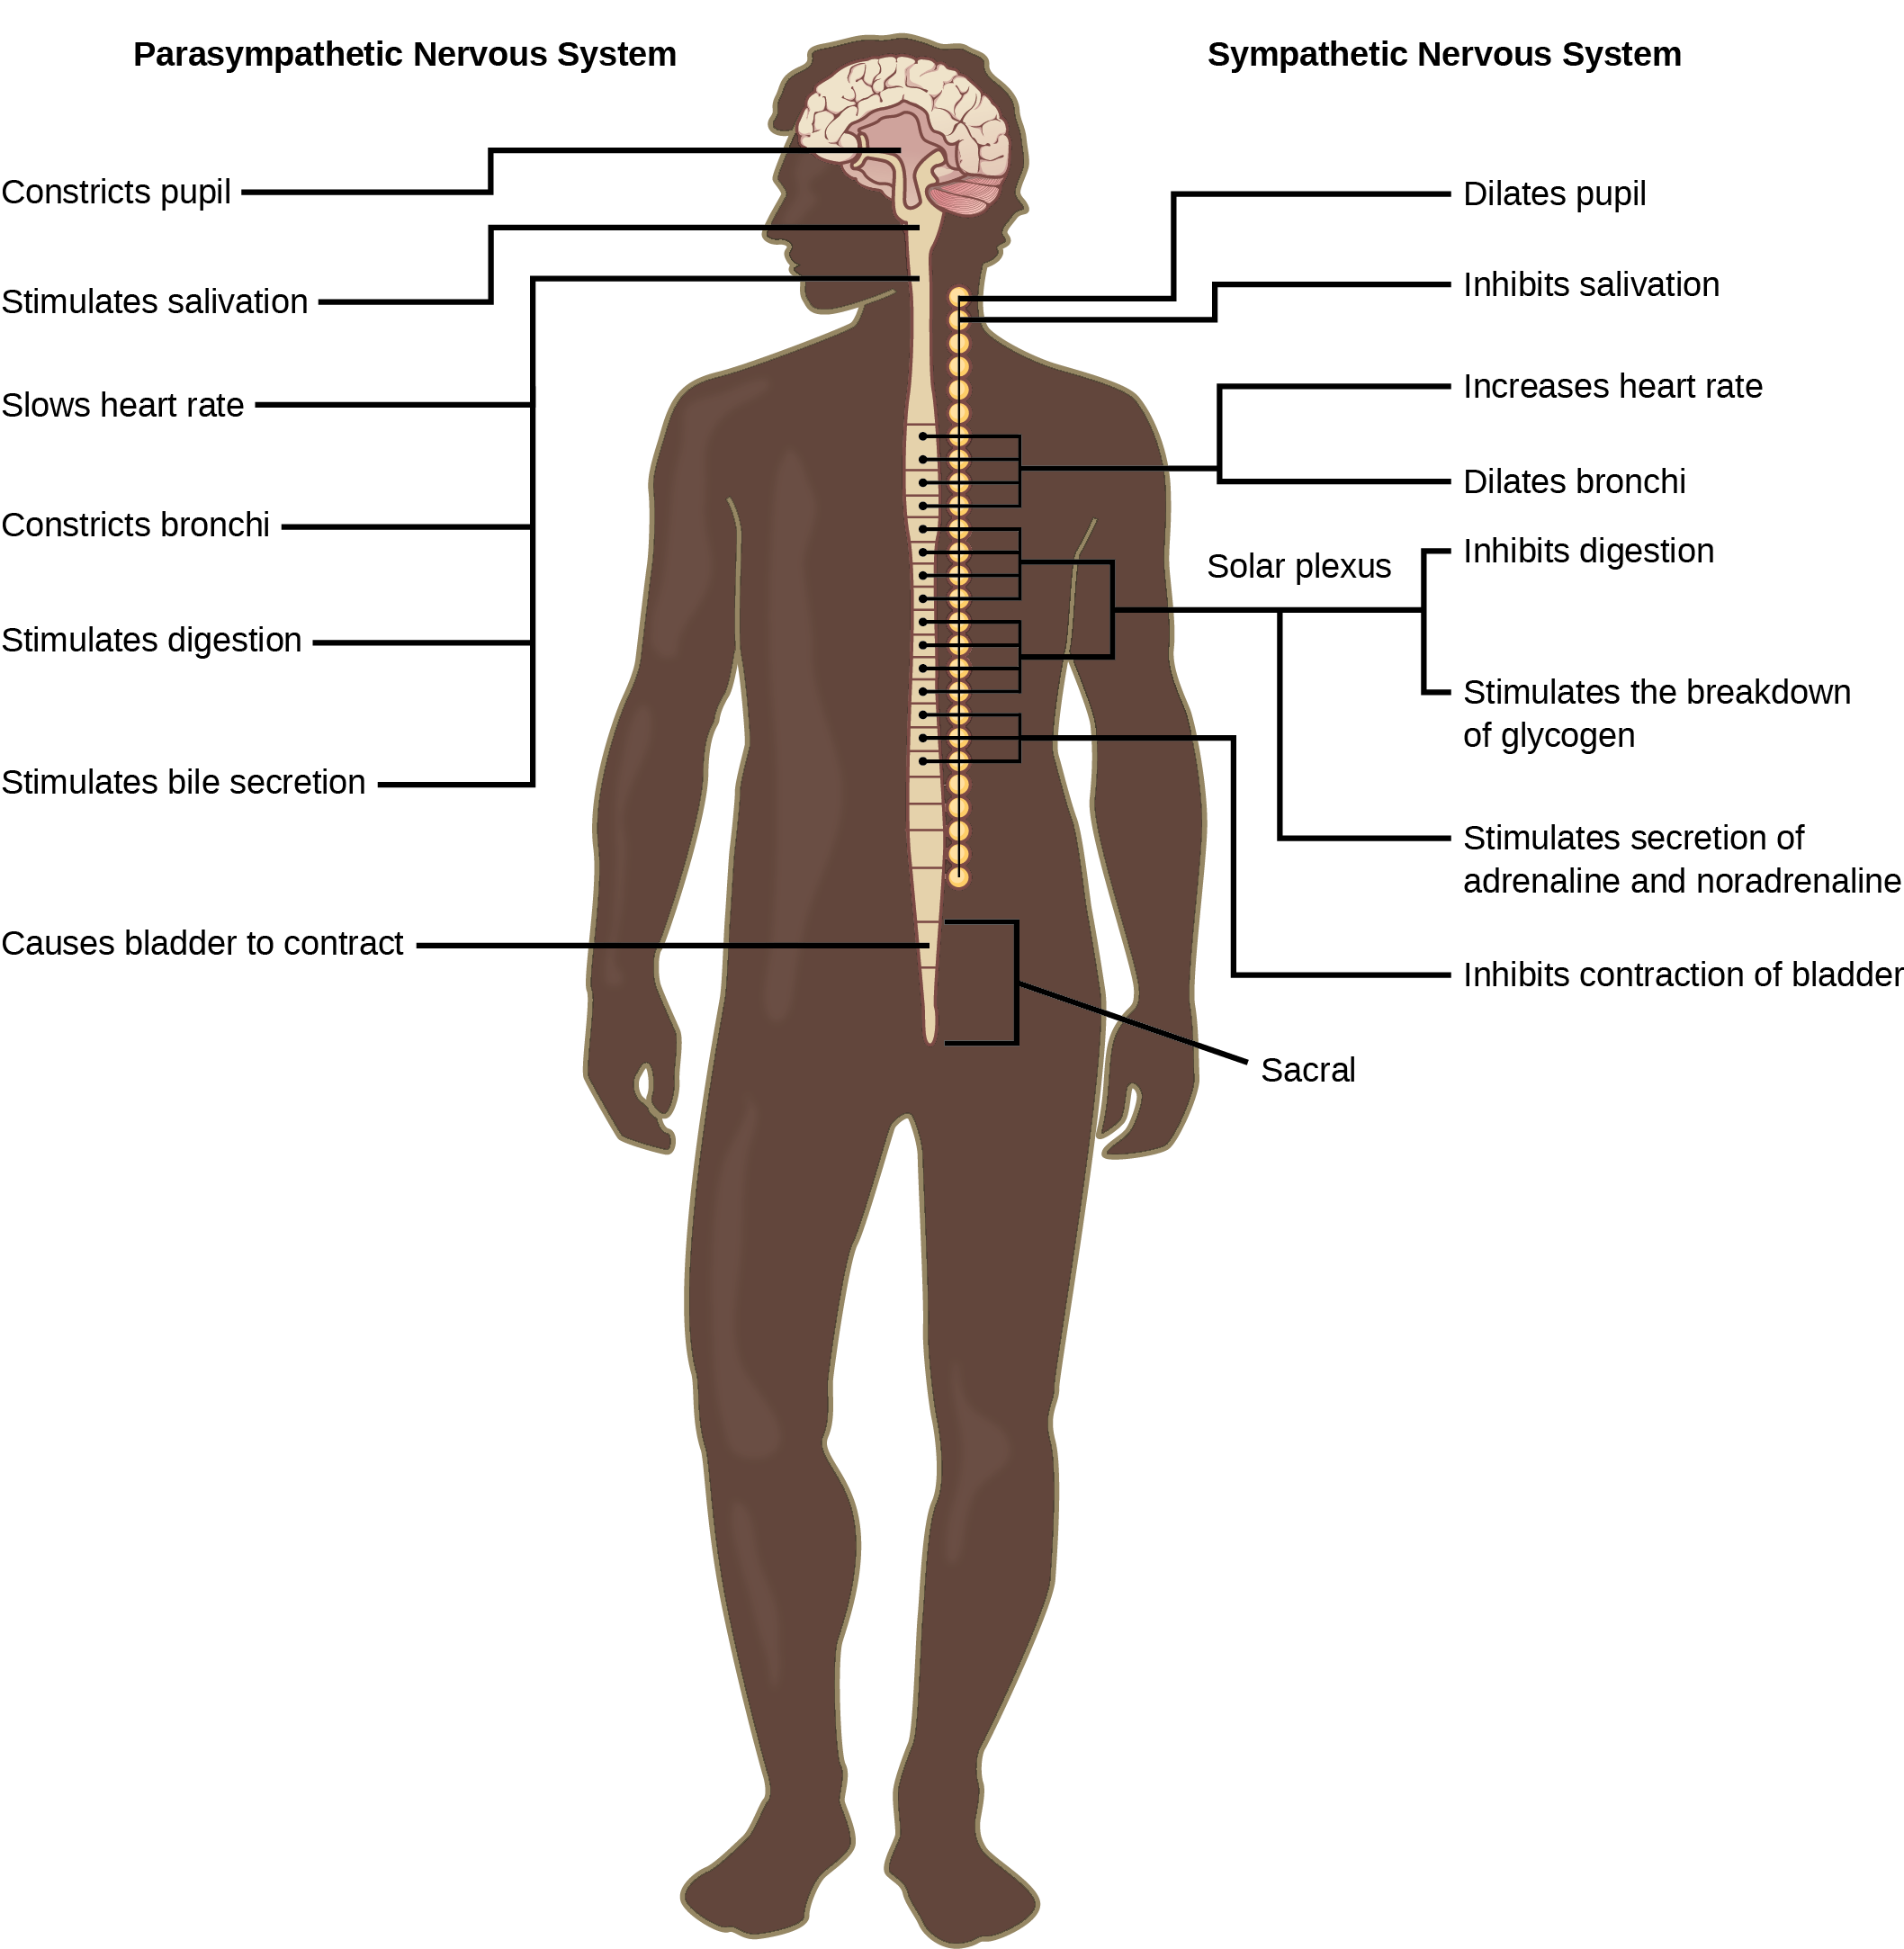 Parasympathetic Nervous System
Constricts pupil
Stimulates salivation
Slows heart rate
Constricts bronchi
Stimulates digestion
Stimulates bile secretion
Causes bladder to contract
Sympathetic Nervous System
Dilates pupil
Inhibits salivation
Increases heart rate
Dilates bronchi
Solar plexus
Inhibits digestion
Stimulates the breakdown
of glycogen
Stimulates secretion of
adrenaline and noradrenaline
Inhibits contraction of bladder
Sacral